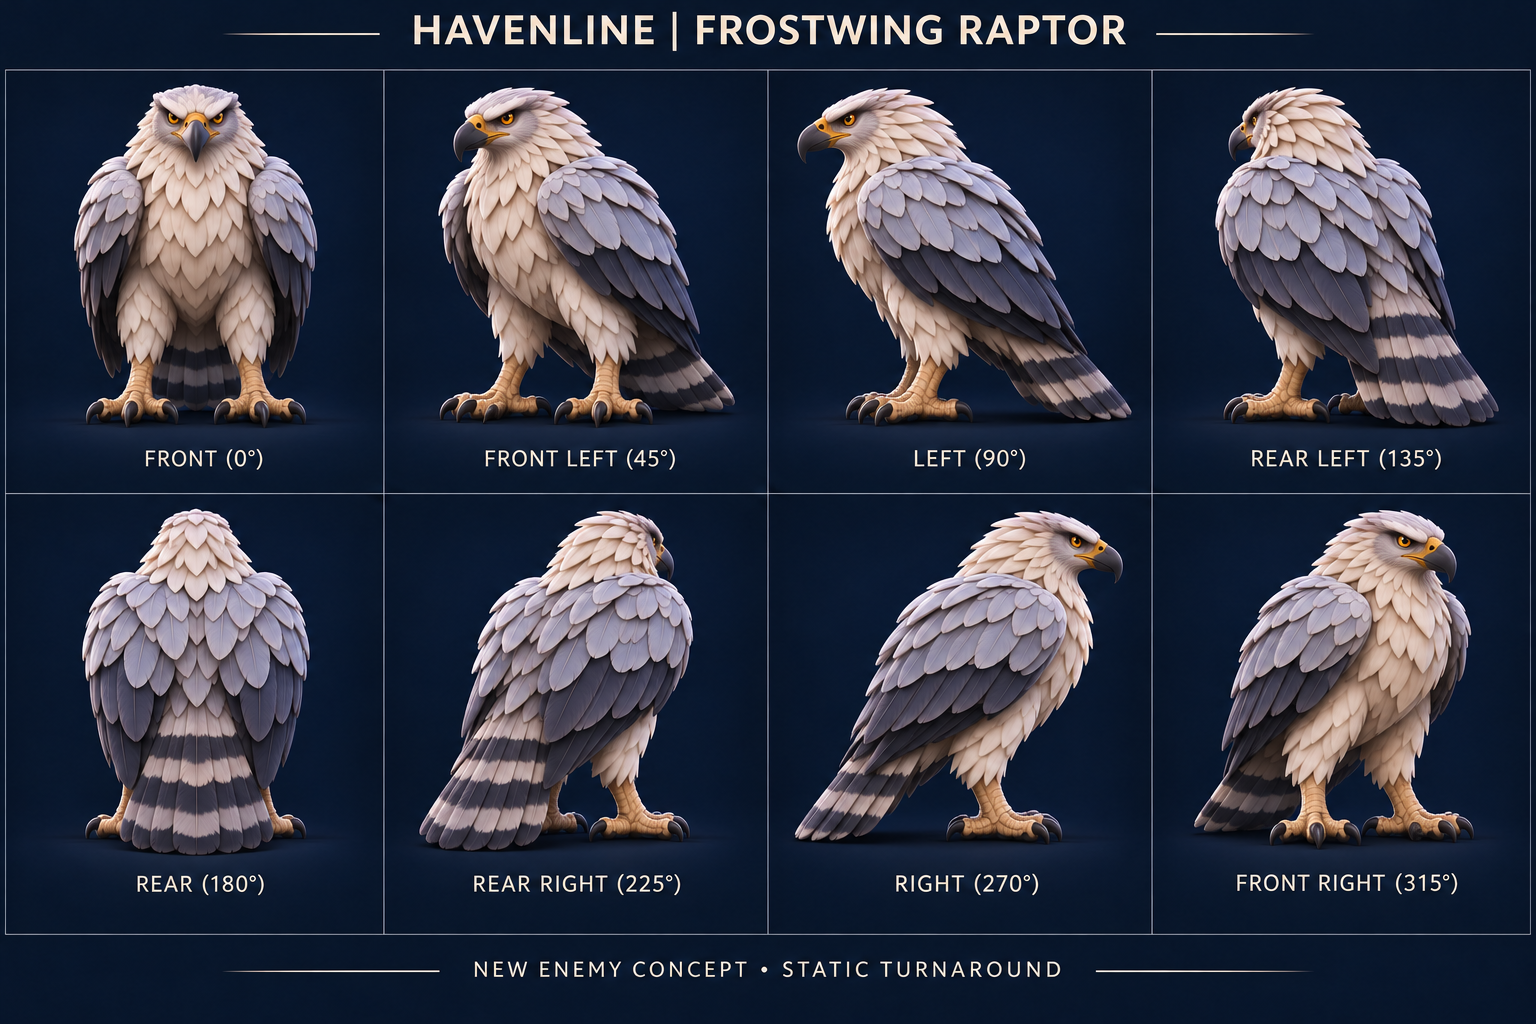 HAVENLINE | FROSTWING RAPTOR
FRONT (0°)
FRONT LEFT (45°)
LEFT (90°)
REAR LEFT (135°)
REAR (180°)
REAR RIGHT (225°)
RIGHT (270°)
FRONT RIGHT (315°)
NEW ENEMY CONCEPT • STATIC TURNAROUND